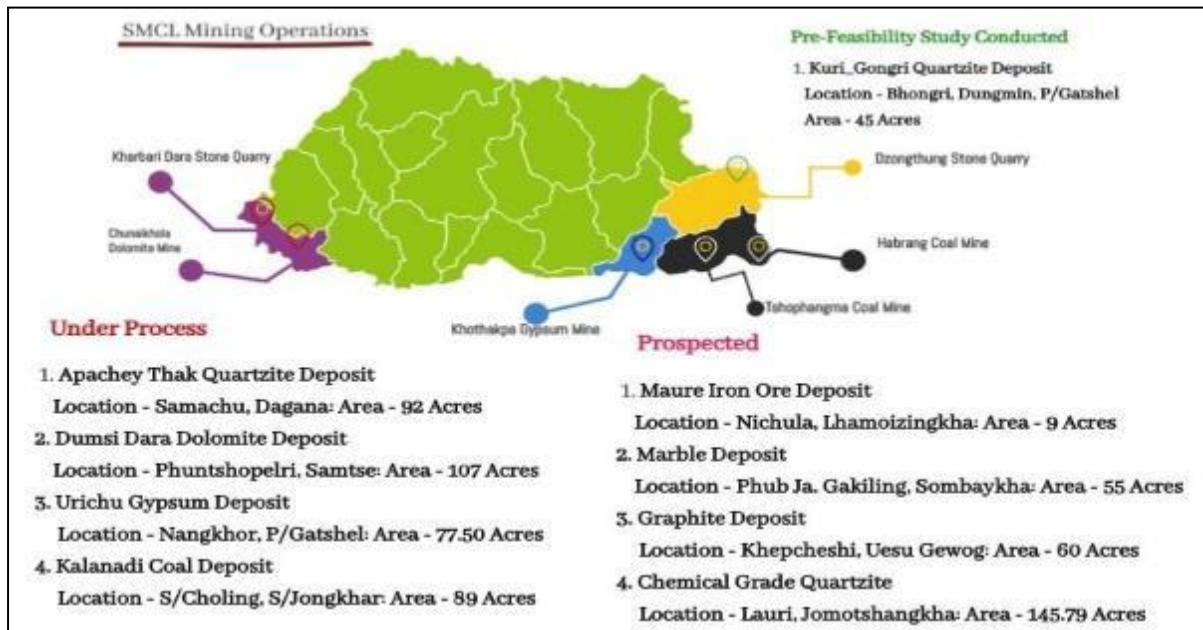 SMCL Mining Operations
Pre-Feasibility Study Conducted
1. Kuri_Gongri Quartzite Deposit
Location - Bhongri, Dungmin, P/Gatshel
Area - 45 Acres
Kharbari Dara Stone Quarry
Dzongthung Stone Quarry
Chunaikhola
Dolomite Mine
Habrang Coal Mine
Tshophangma Coal Mine
Khothakpa Gypsum Mine
Under Process
1. Apachey Thak Quartzite Deposit
Location - Samachu, Dagana: Area - 92 Acres
2. Dumsi Dara Dolomite Deposit
Location - Phuntshopelri, Samtse: Area - 107 Acres
3. Urichu Gypsum Deposit
Location - Nangkhor, P/Gatshel: Area - 77.50 Acres
4. Kalanadi Coal Deposit
Location - S/Choling, S/Jongkhar: Area - 89 Acres
Prospected
1. Maure Iron Ore Deposit
Location - Nichula, Lhamoizingkha: Area - 9 Acres
2. Marble Deposit
Location - Phub Ja. Gakiling, Sombaykha: Area - 55 Acres
3. Graphite Deposit
Location - Khepcheshi, Uesu Gewog: Area - 60 Acres
4. Chemical Grade Quartzite
Location - Lauri, Jomotshangkha: Area - 145.79 Acres